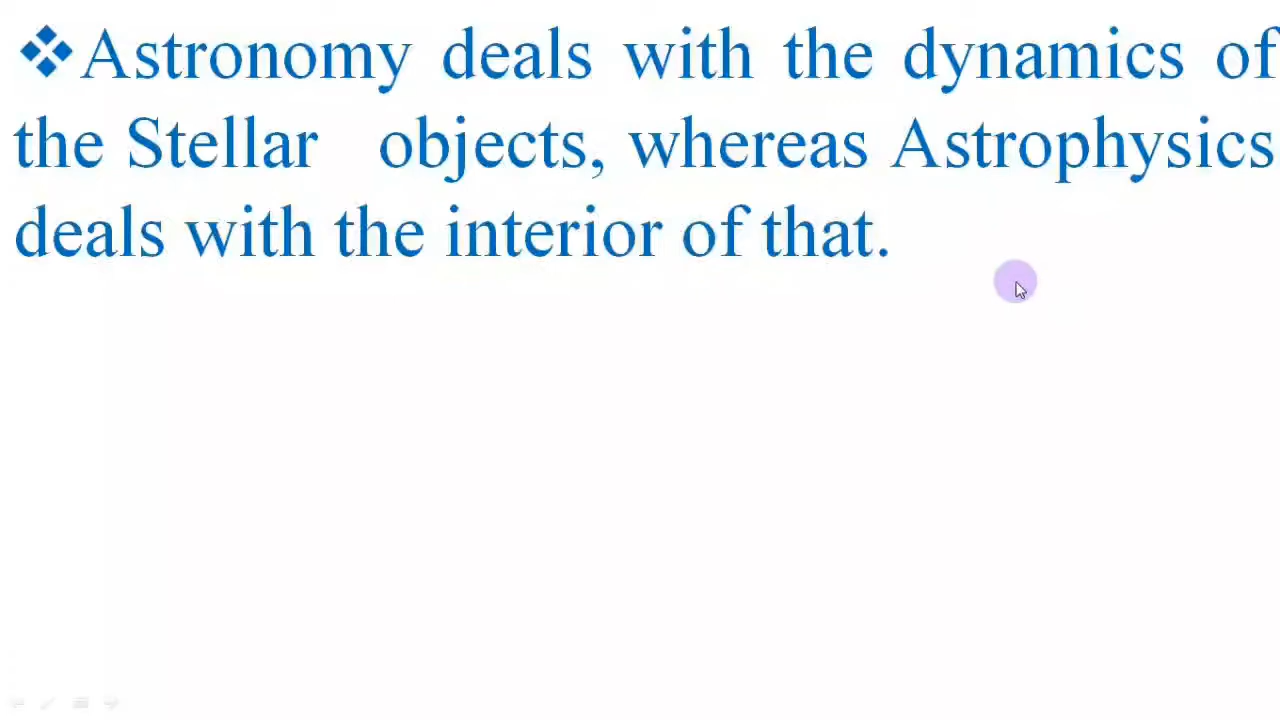 ❖Astronomy deals with the dynamics of
the Stellar objects, whereas Astrophysics
deals with the interior of that.